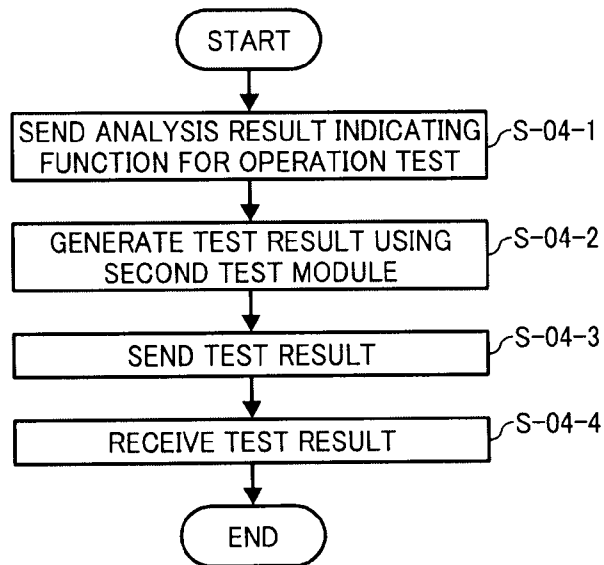 START
SEND ANALYSIS RESULT INDICATING
FUNCTION FOR OPERATION TEST
S-04-1
GENERATE TEST RESULT USING
SECOND TEST MODULE
S-04-2
SEND TEST RESULT
S-04-3
RECEIVE TEST RESULT
S-04-4
END